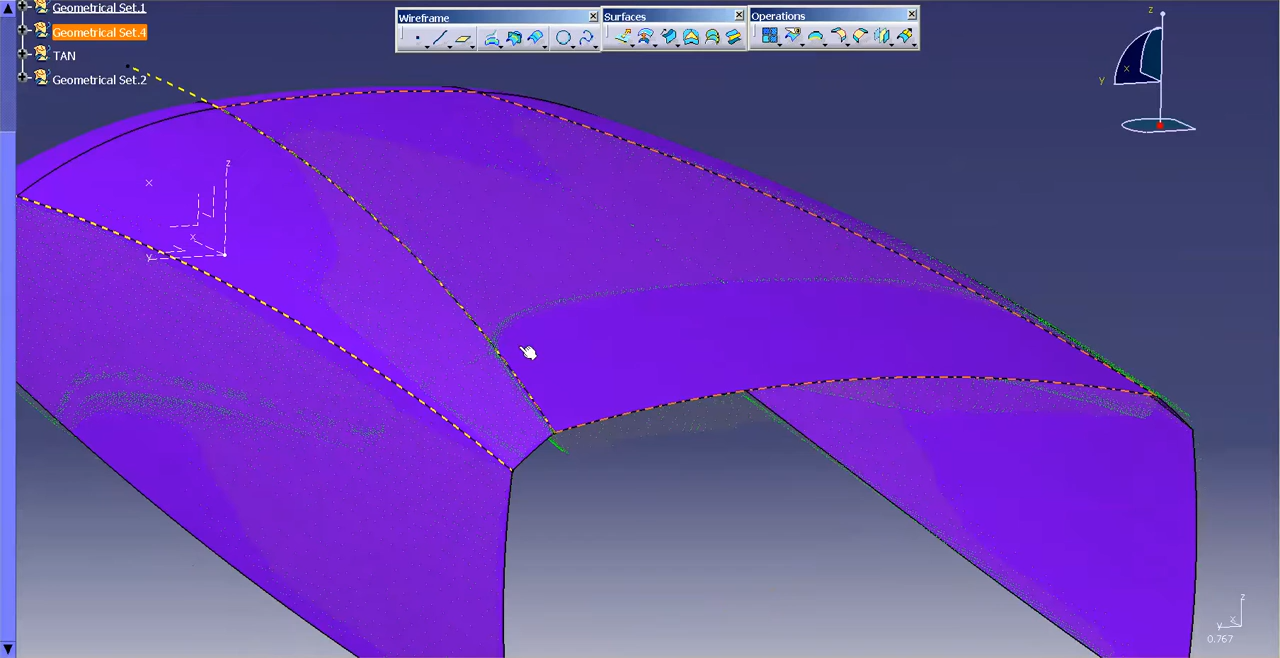 Geometrical Set.1
Geometrical Set.4
TAN
Geometrical Set.2
Wireframe
Surfaces
Operations
z
x
y
z
x
x
y
z
x
y
0.767